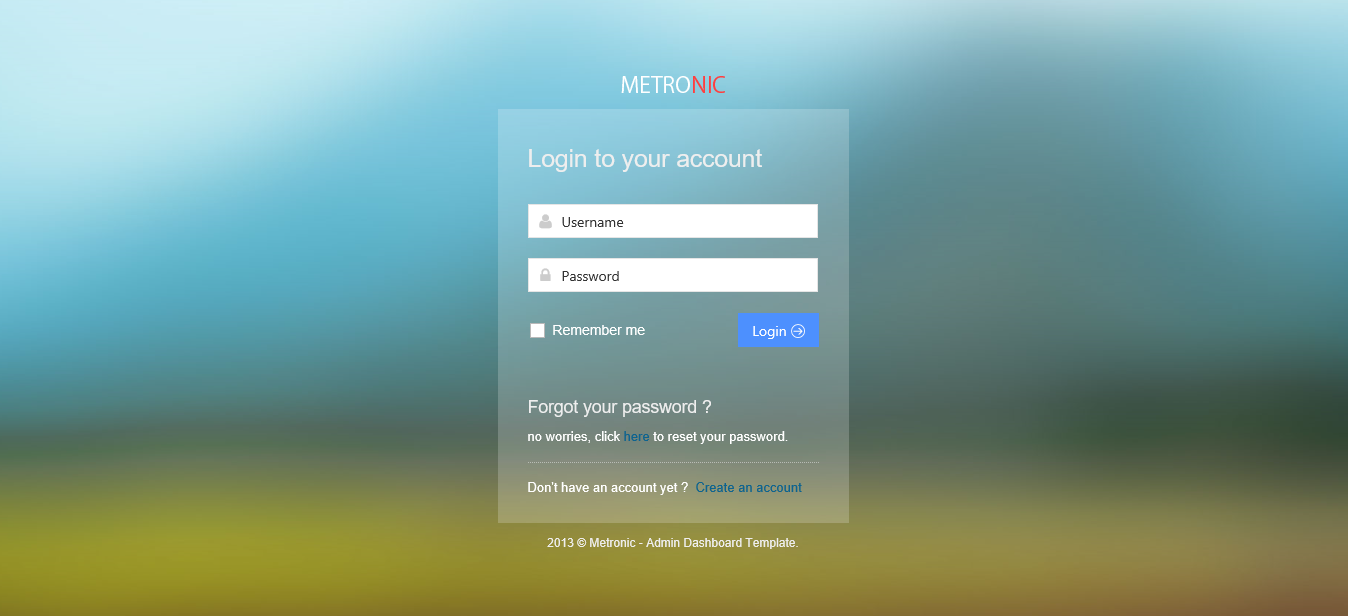 METRONIC
Login to your account
Username
Password
Remember me
Login
Forgot your password ?
no worries, click here to reset your password.
Don't have an account yet ? Create an account
2013 © Metronic - Admin Dashboard Template.